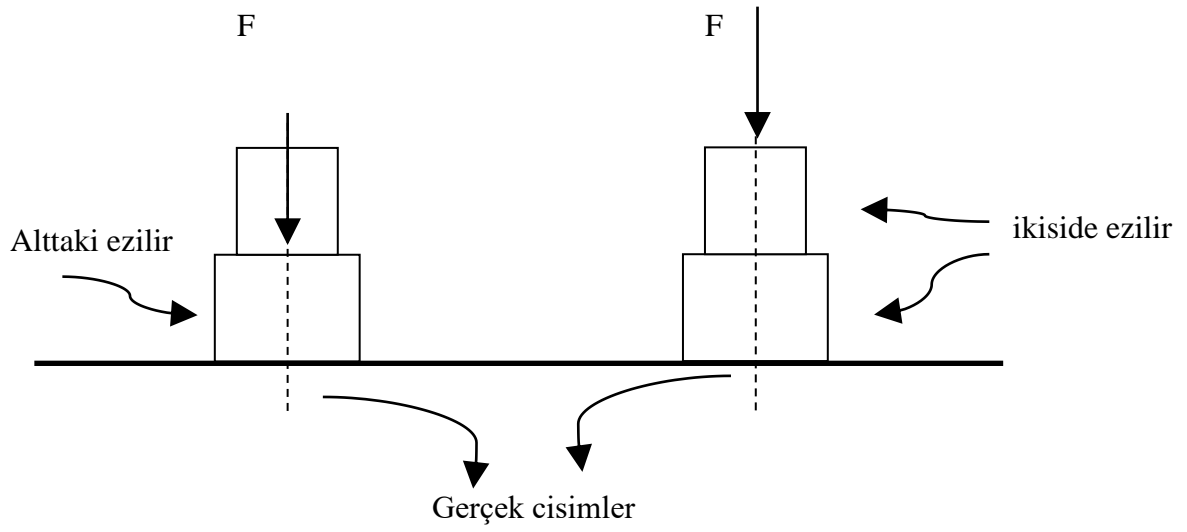 F
F
Alttaki ezilir
ikiside ezilir
Gerçek cisimler